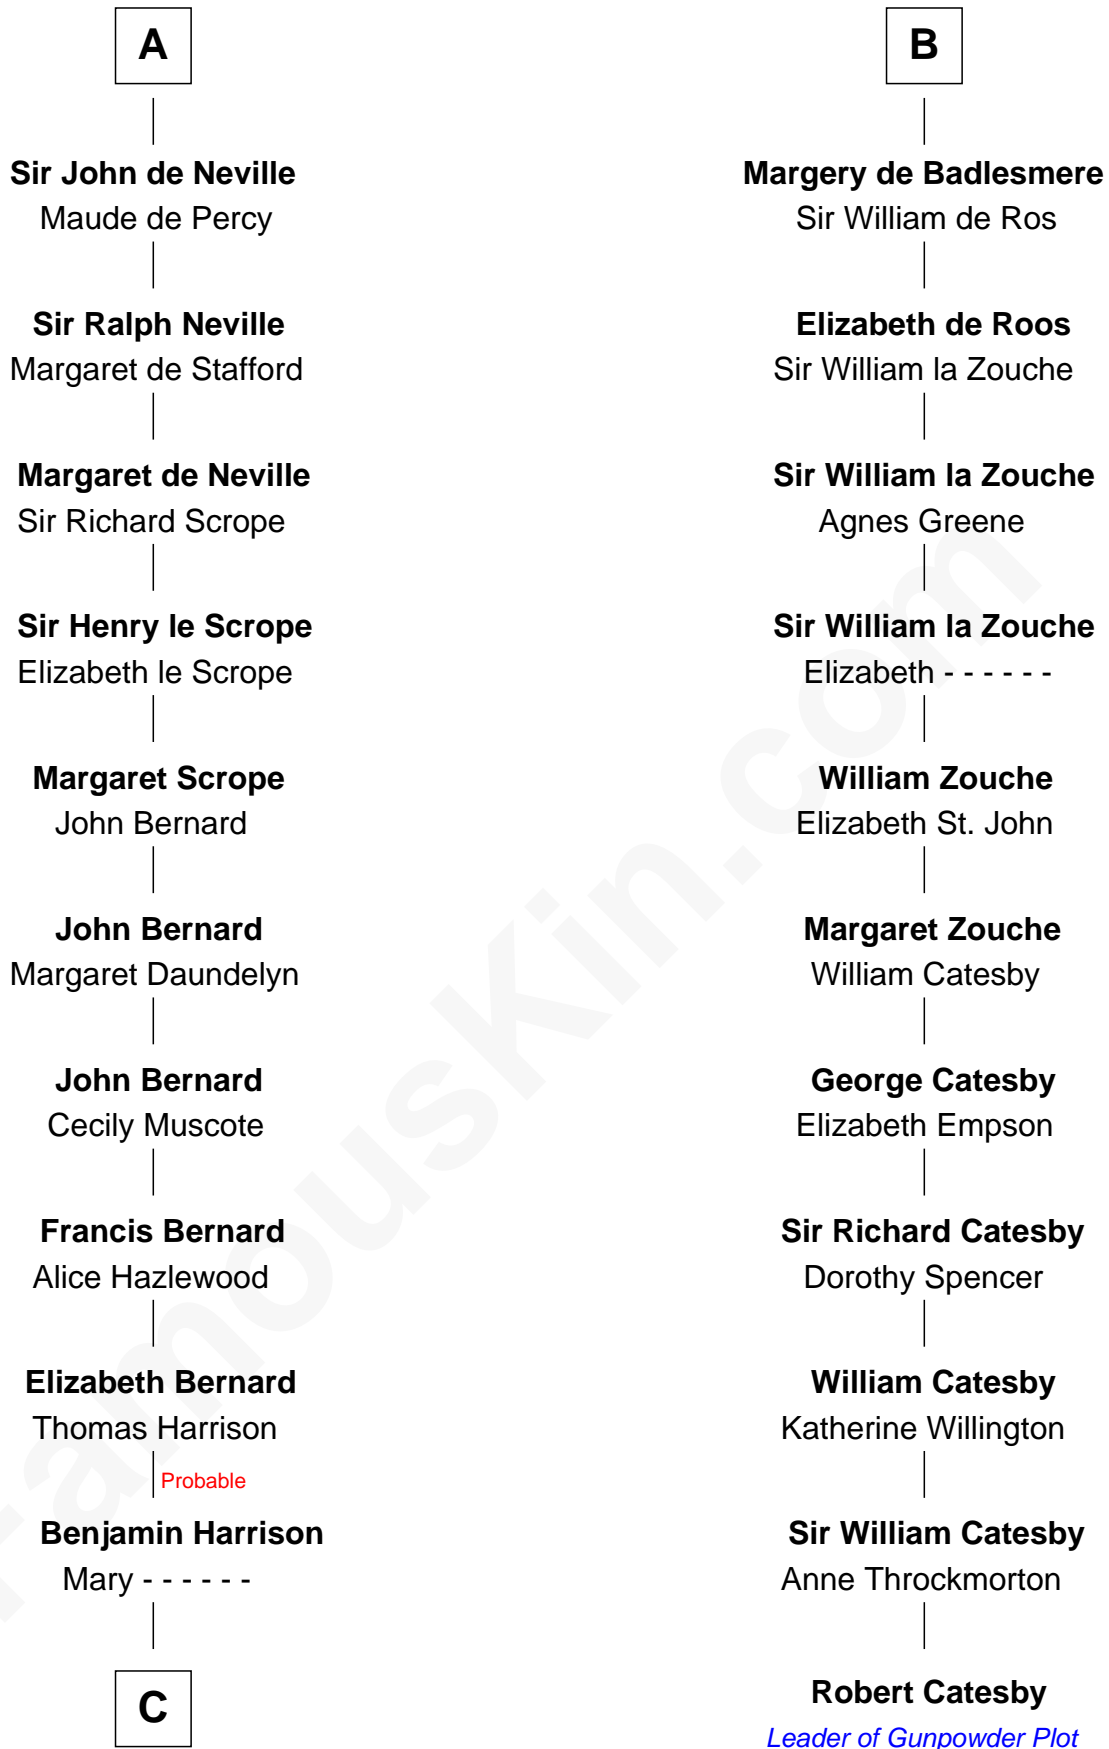 A
Sir John de Neville
Maude de Percy
Sir Ralph Neville
Margaret de Stafford
Margaret de Neville
Sir Richard Scrope
Sir Henry le Scrope
Elizabeth le Scrope
Margaret Scrope
John Bernard
John Bernard
Margaret Daundelyn
John Bernard
Cecily Muscote
Francis Bernard
Alice Hazlewood
Elizabeth Bernard
Thomas Harrison
Probable
Benjamin Harrison
Mary - - - - - -
C
B
Margery de Badlesmere
Sir William de Ros
Elizabeth de Roos
Sir William la Zouche
Sir William la Zouche
Agnes Greene
Sir William la Zouche
Elizabeth - - - - - -
William Zouche
Elizabeth St. John
Margaret Zouche
William Catesby
George Catesby
Elizabeth Empson
Sir Richard Catesby
Dorothy Spencer
William Catesby
Katherine Willington
Sir William Catesby
Anne Throckmorton
Robert Catesby
Leader of Gunpowder Plot
FamousKin.com